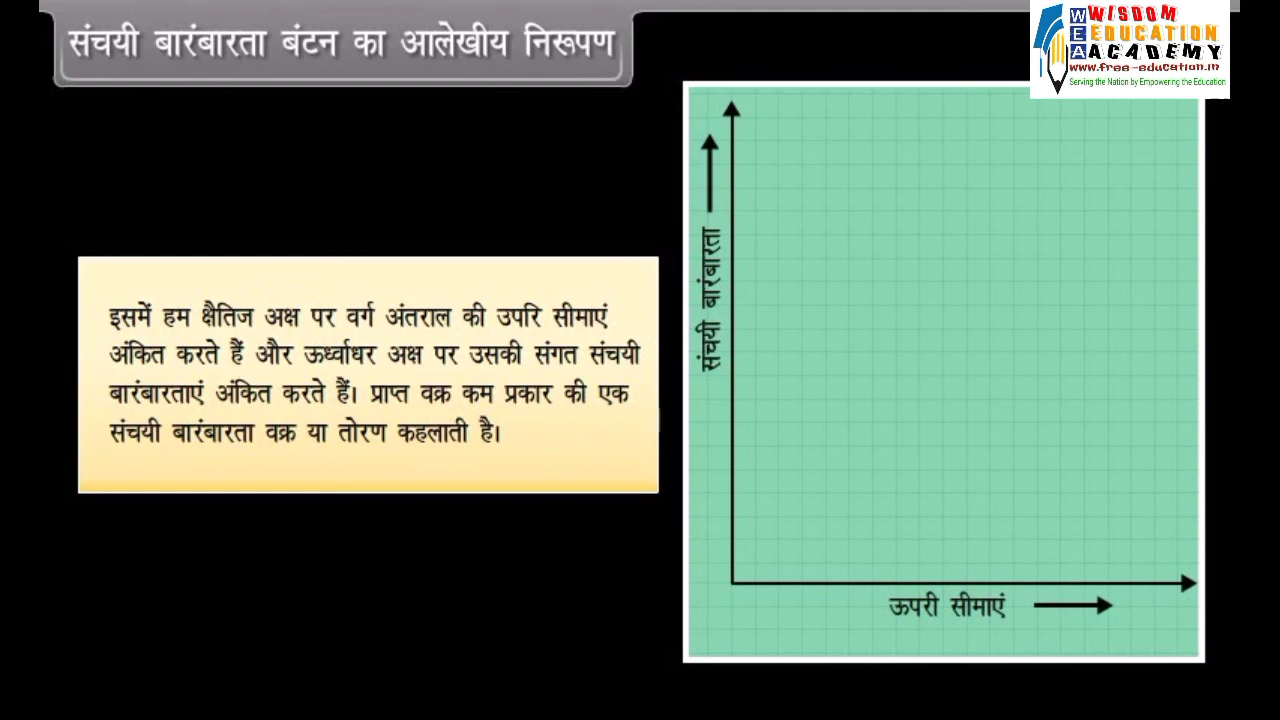 संचयी बारंबारता बंटन का आलेखीय निरूपण
WEA
WISDOM
EDUCATION
ACADEMY
www.free-education.in
Serving the Nation by Empowering the Education
इसमें हम क्षैतिज अक्ष पर वर्ग अंतराल की उपरि सीमाएं
अंकित करते हैं और ऊर्ध्वाधर अक्ष पर उसकी संगत संचयी
बारंबारताएं अंकित करते हैं। प्राप्त वक्र कम प्रकार की एक
संचयी बारंबारता वक्र या तोरण कहलाती है।
संचयी बारंबारता
ऊपरी सीमाएं